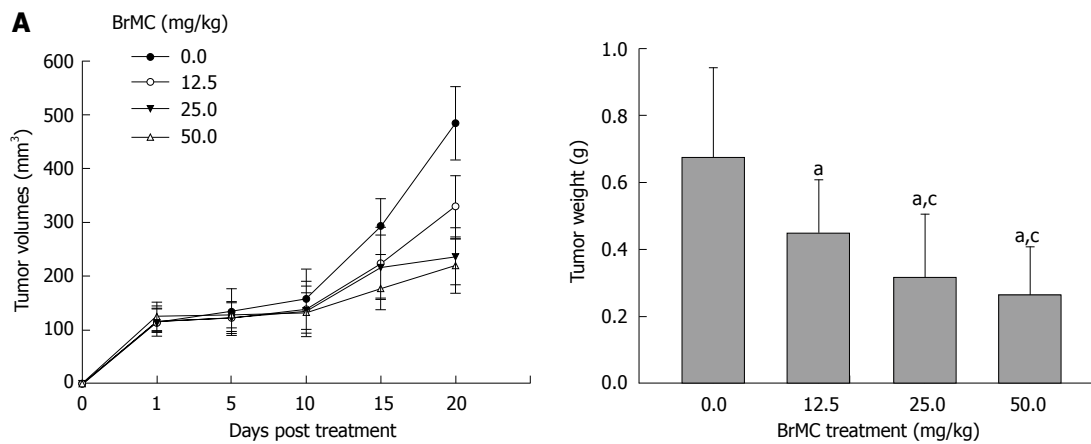 A
BrMC (mg/kg)
0.0
12.5
25.0
50.0
600
500
400
300
200
100
0
Tumor volumes (mm³)
0 1 5 10 15 20
Days post treatment
1.0
0.8
0.6
0.4
0.2
0.0
Tumor weight (g)
a
a,c
a,c
0.0 12.5 25.0 50.0
BrMC treatment (mg/kg)